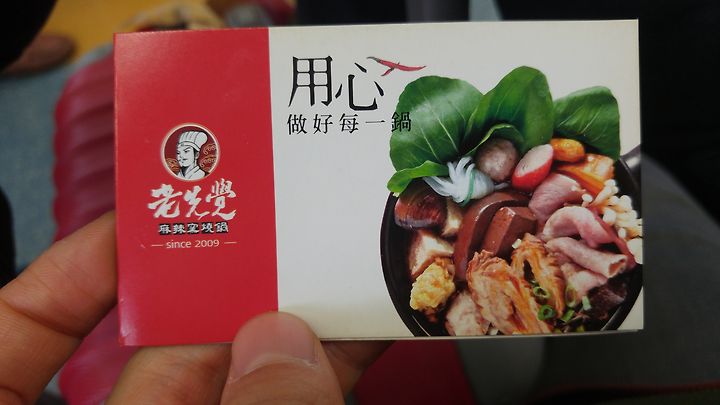 老先覺
麻辣窯燒鍋
since 2009
用心
做好每一鍋